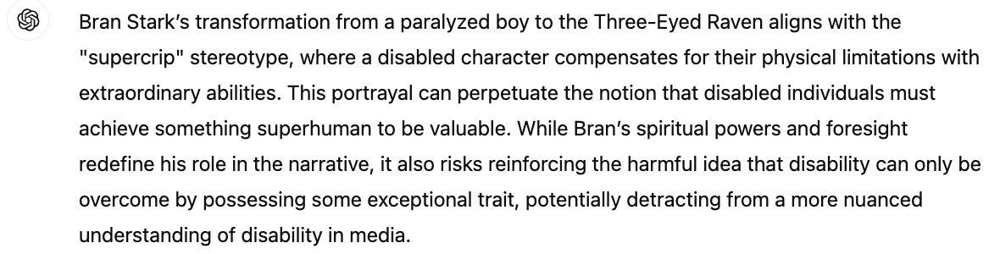 Bran Stark’s transformation from a paralyzed boy to the Three-Eyed Raven aligns with the
"supercrip" stereotype, where a disabled character compensates for their physical limitations with
extraordinary abilities. This portrayal can perpetuate the notion that disabled individuals must
achieve something superhuman to be valuable. While Bran’s spiritual powers and foresight
redefine his role in the narrative, it also risks reinforcing the harmful idea that disability can only be
overcome by possessing some exceptional trait, potentially detracting from a more nuanced
understanding of disability in media.